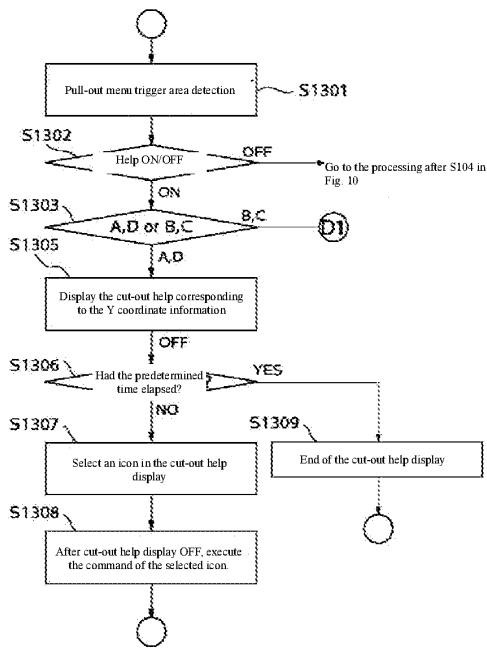 Pull-out menu trigger area detection
S1301
S1302
Help ON/OFF
OFF
Go to the processing after S104 in
Fig. 10
ON
S1303
A,D or B,C
B,C
D1
S1305
A,D
Display the cut-out help corresponding
to the Y coordinate information
OFF
S1306
Had the predetermined
time elapsed?
YES
NO
S1307
Select an icon in the cut-out help
display
S1309
End of the cut-out help display
S1308
After cut-out help display OFF, execute
the command of the selected icon.